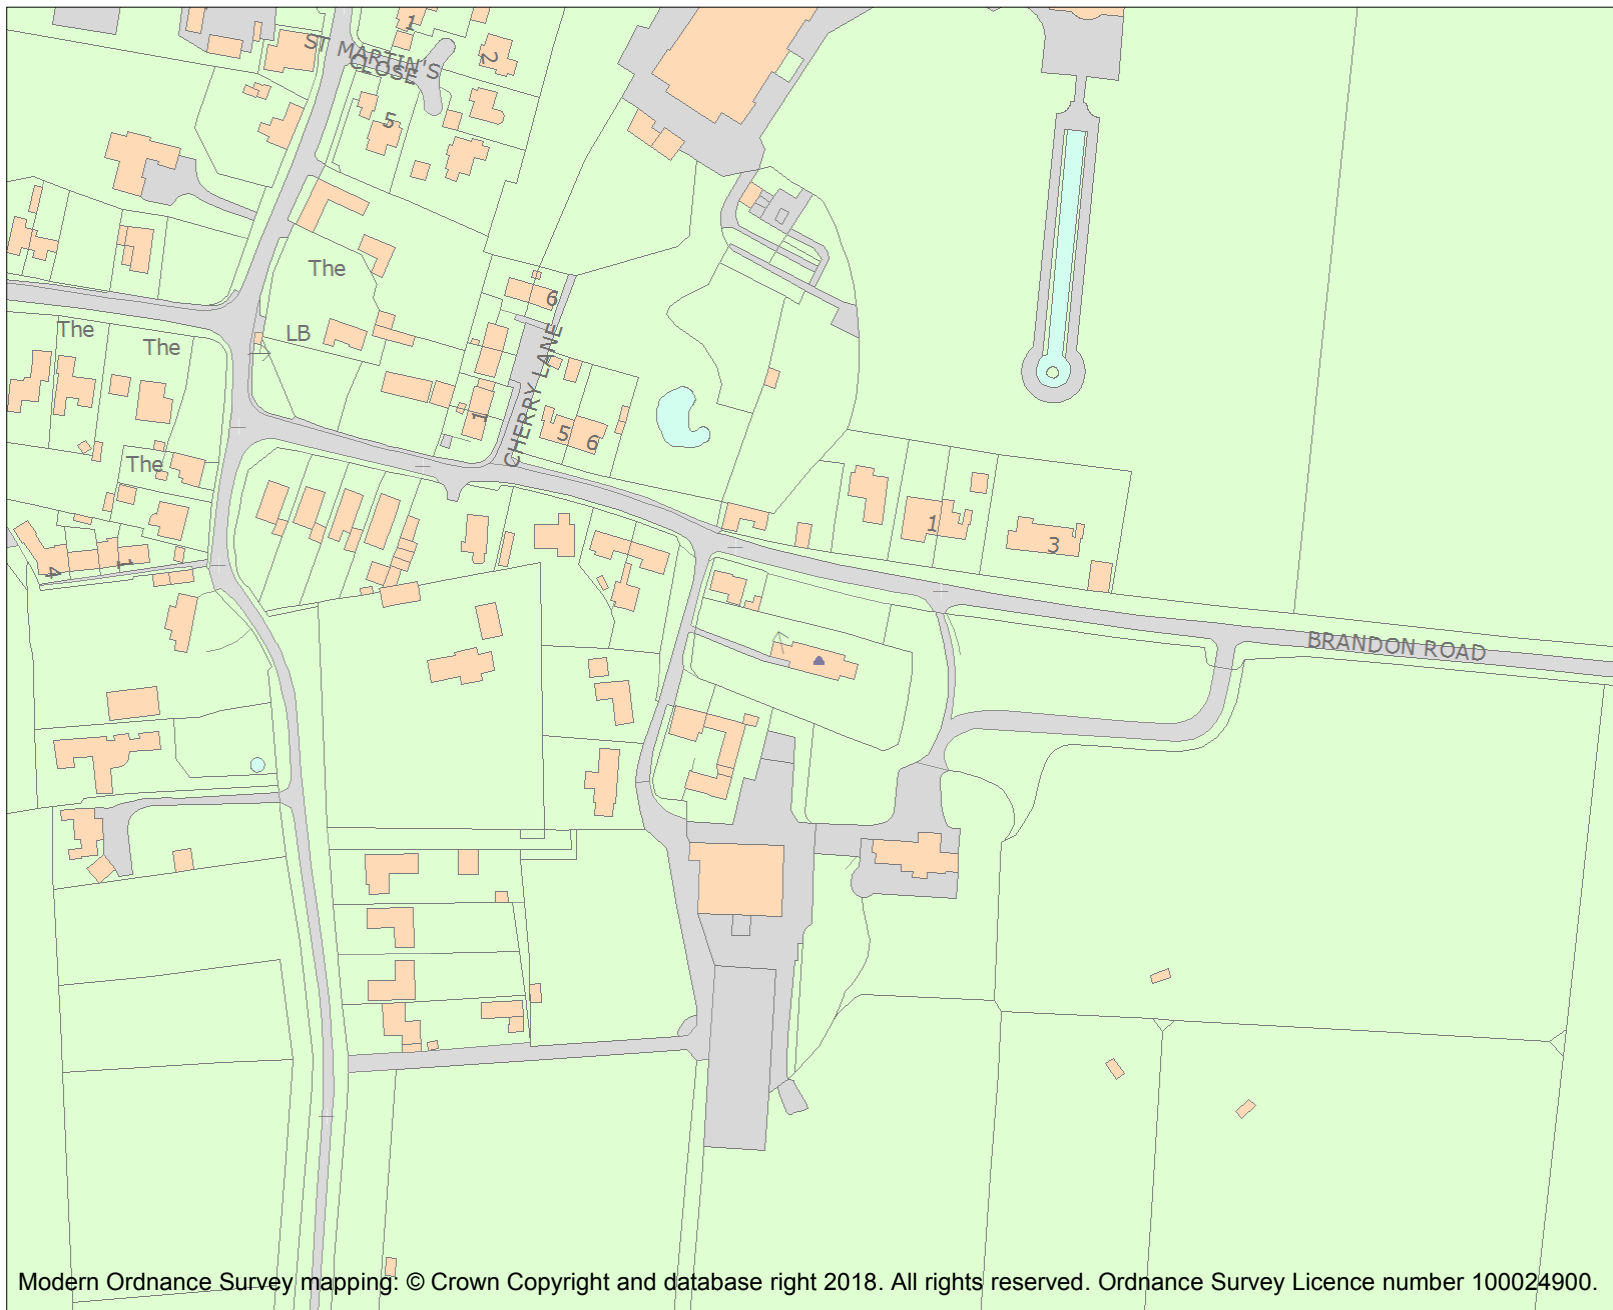 1
ST MARTIN'S
CLOSE
2
5
The
6
The
LB
The
CHERRY LANE
1
5
6
The
1
3
4
1
BRANDON ROAD
Modern Ordnance Survey mapping: © Crown Copyright and database right 2018. All rights reserved. Ordnance Survey Licence number 100024900.